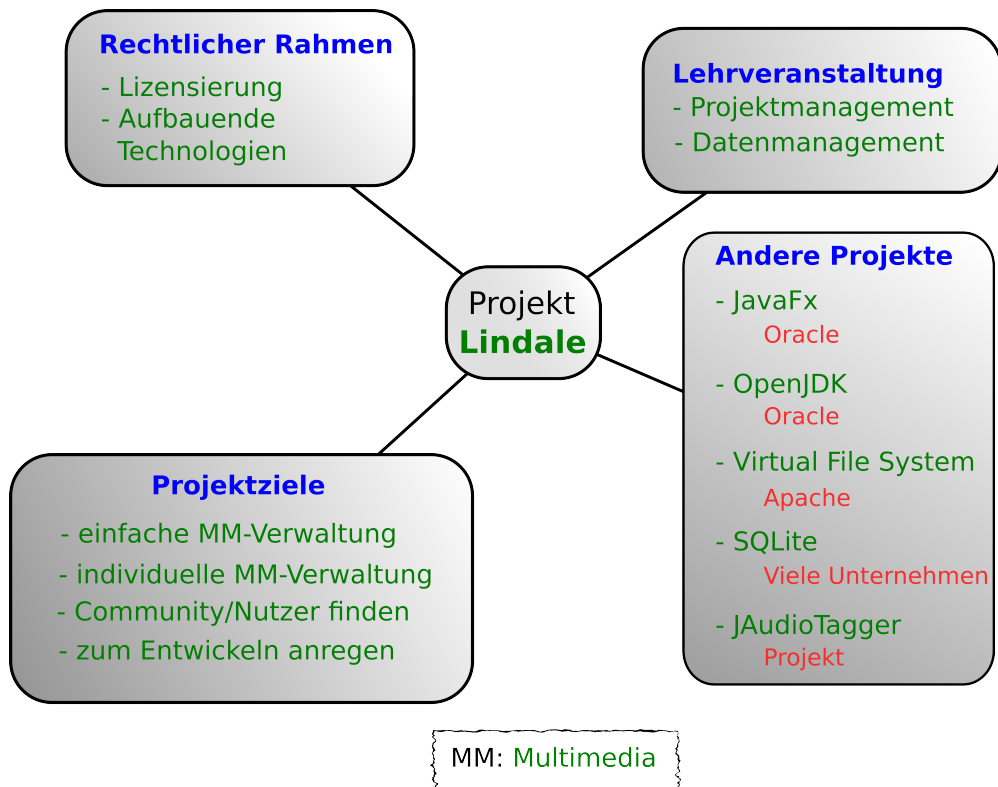 Rechtlicher Rahmen
- Lizensierung
- Aufbauende
Technologien
Lehrveranstaltung
- Projektmanagement
- Datenmanagement
Projekt
Lindale
Andere Projekte
- JavaFx
Oracle
- OpenJDK
Oracle
- Virtual File System
Apache
- SQLite
Viele Unternehmen
- JAudioTagger
Projekt
Projektziele
- einfache MM-Verwaltung
- individuelle MM-Verwaltung
- Community/Nutzer finden
- zum Entwickeln anregen
MM: Multimedia